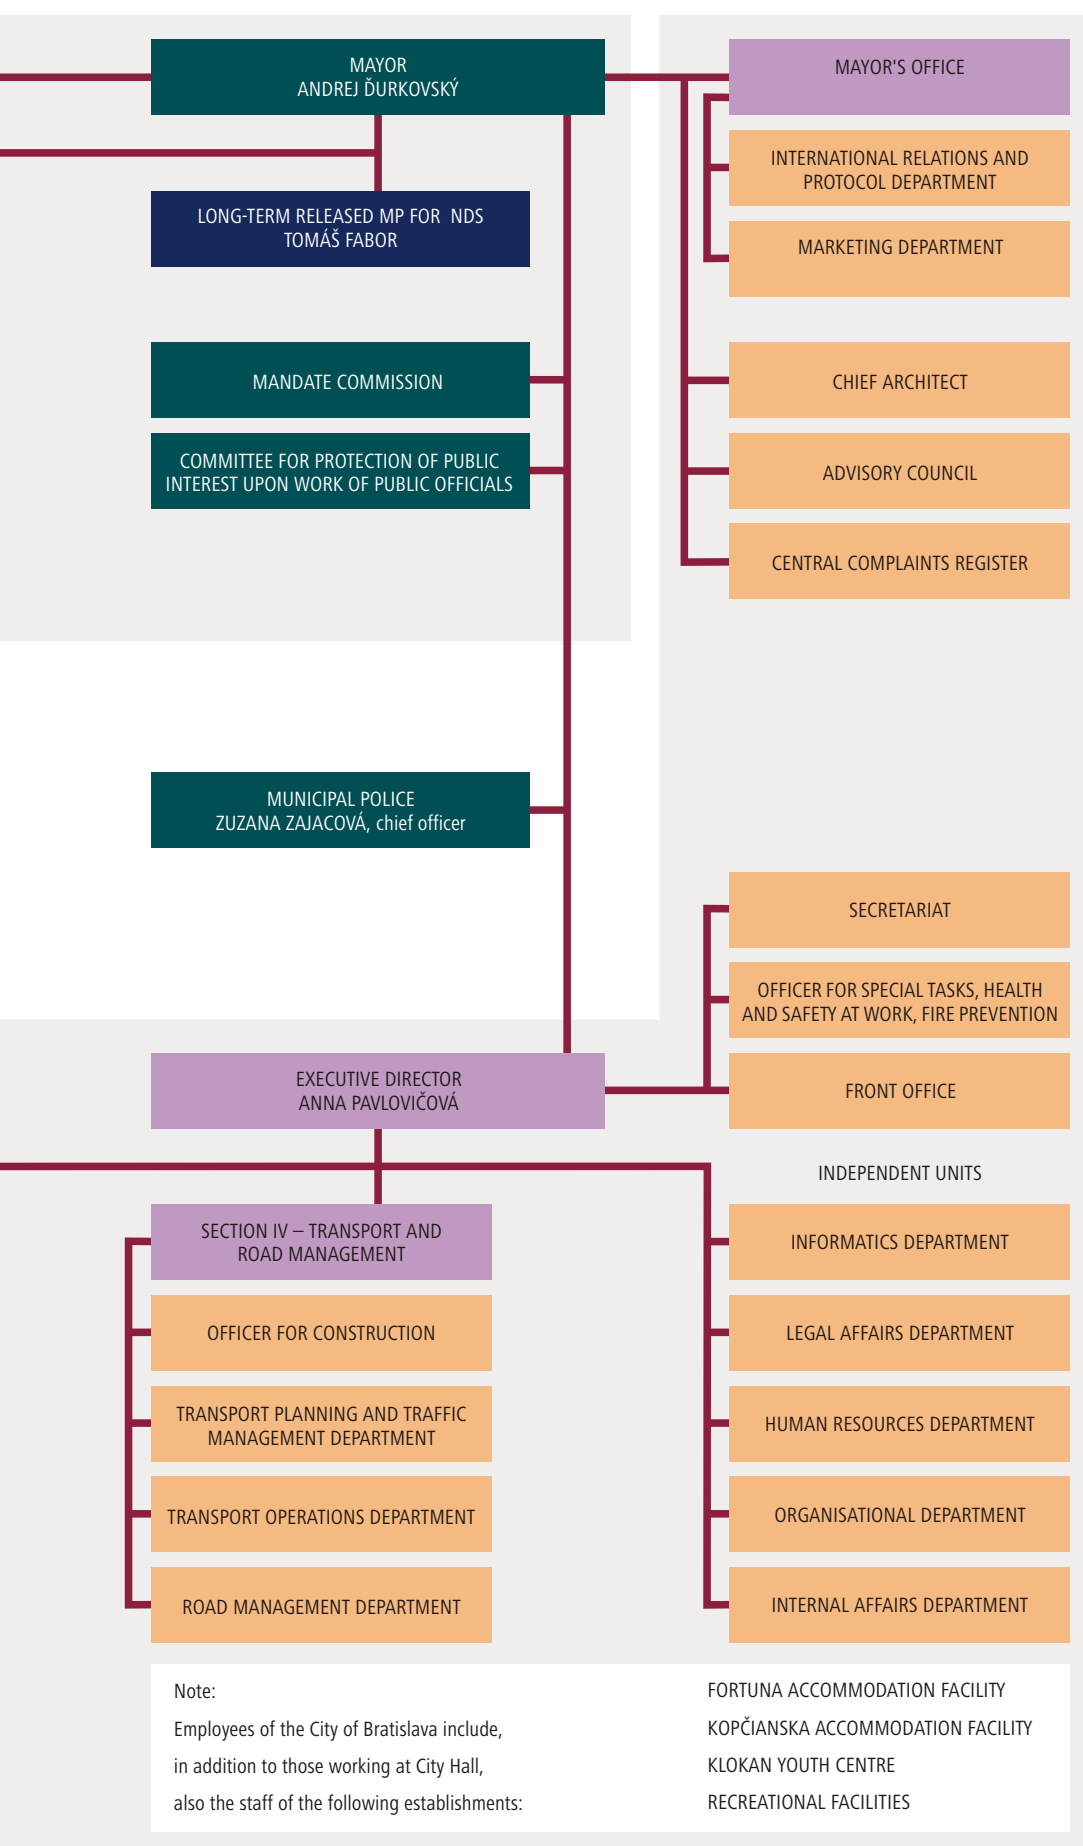 MAYOR
ANDREJ ĎURKOVSKÝ
MAYOR'S OFFICE
INTERNATIONAL RELATIONS AND
PROTOCOL DEPARTMENT
LONG-TERM RELEASED MP FOR NDS
TOMÁŠ FABOR
MARKETING DEPARTMENT
MANDATE COMMISSION
CHIEF ARCHITECT
COMMITTEE FOR PROTECTION OF PUBLIC
INTEREST UPON WORK OF PUBLIC OFFICIALS
ADVISORY COUNCIL
CENTRAL COMPLAINTS REGISTER
MUNICIPAL POLICE
ZUZANA ZAJACOVÁ, chief officer
SECRETARIAT
OFFICER FOR SPECIAL TASKS, HEALTH
AND SAFETY AT WORK, FIRE PREVENTION
EXECUTIVE DIRECTOR
ANNA PAVLOVIČOVÁ
FRONT OFFICE
INDEPENDENT UNITS
SECTION IV – TRANSPORT AND
ROAD MANAGEMENT
OFFICER FOR CONSTRUCTION
TRANSPORT PLANNING AND TRAFFIC
MANAGEMENT DEPARTMENT
TRANSPORT OPERATIONS DEPARTMENT
ROAD MANAGEMENT DEPARTMENT
INFORMATICS DEPARTMENT
LEGAL AFFAIRS DEPARTMENT
HUMAN RESOURCES DEPARTMENT
ORGANISATIONAL DEPARTMENT
INTERNAL AFFAIRS DEPARTMENT
Note:
Employees of the City of Bratislava include,
in addition to those working at City Hall,
also the staff of the following establishments:
FORTUNA ACCOMMODATION FACILITY
KOPČIANSKA ACCOMMODATION FACILITY
KLOKAN YOUTH CENTRE
RECREATIONAL FACILITIES